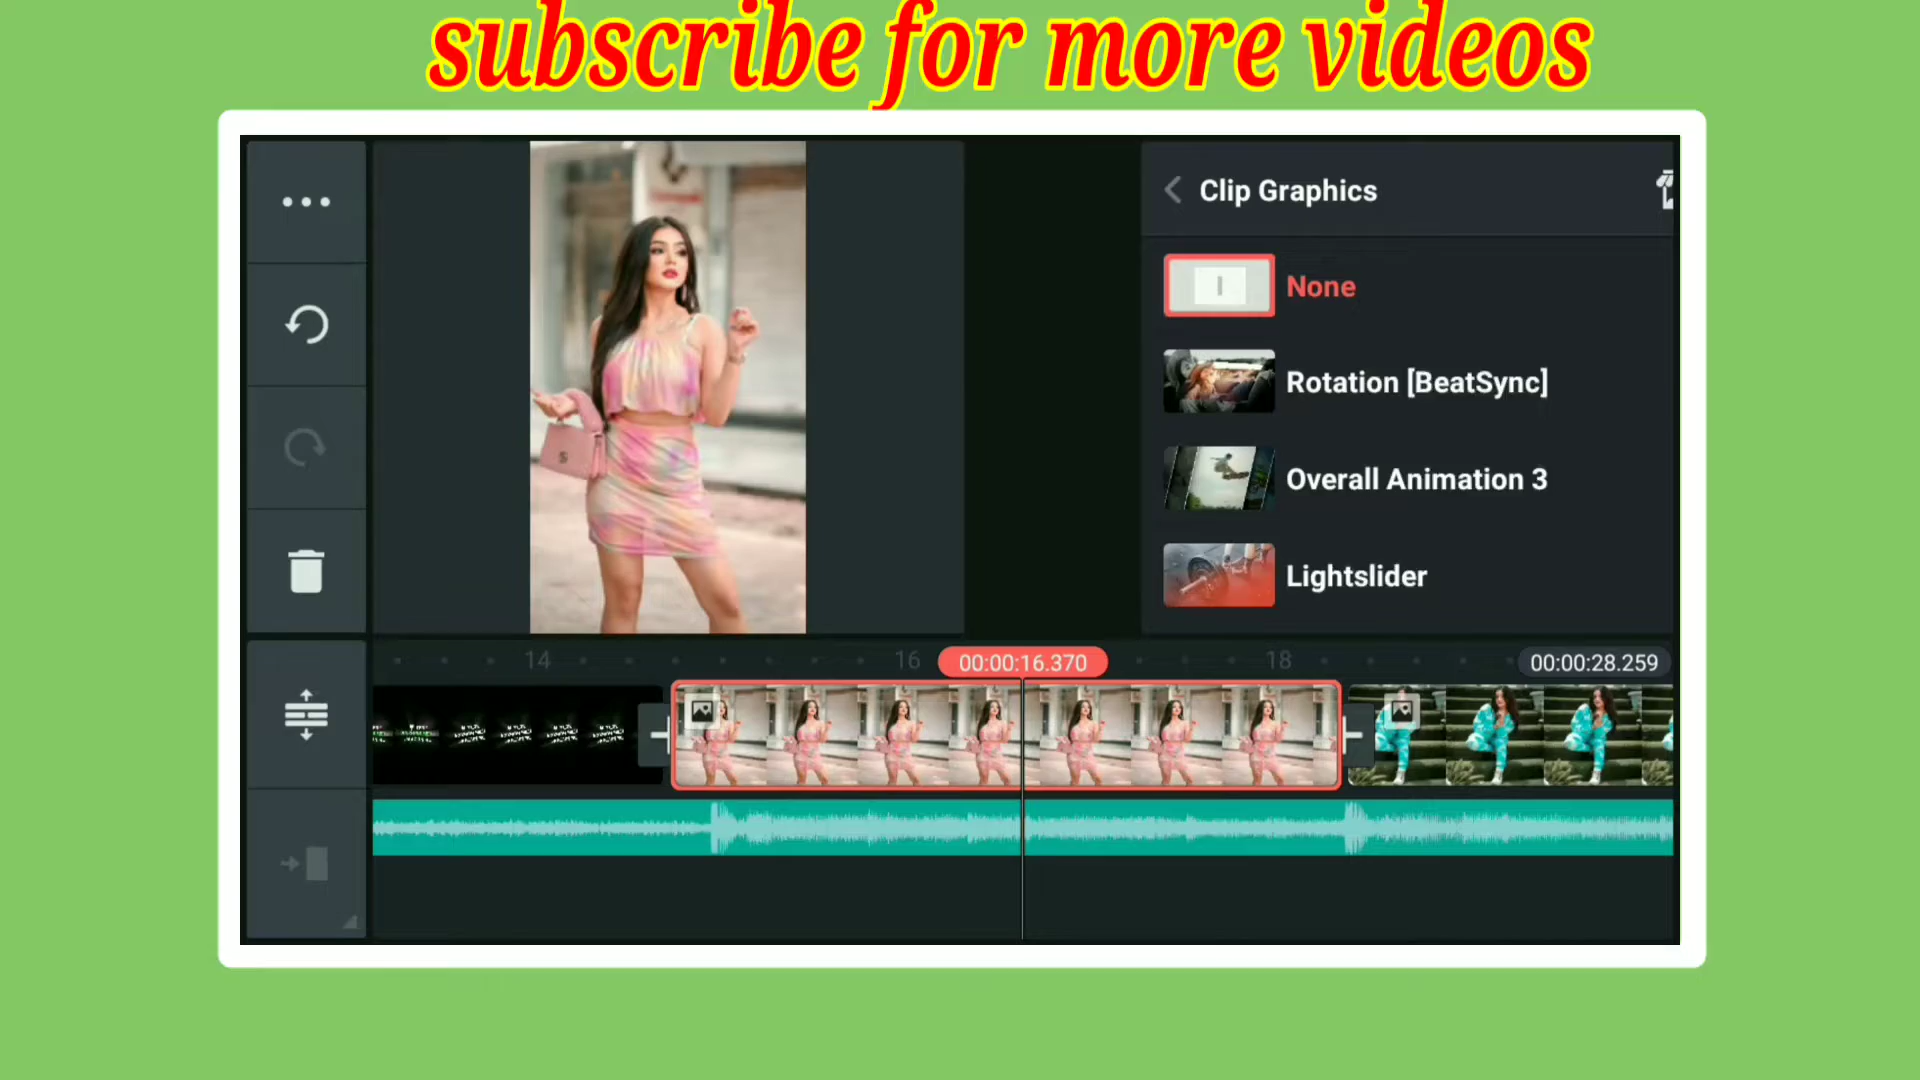 subscribe for more videos
Clip Graphics
None
Rotation [BeatSync]
Overall Animation 3
Lightslider
14
16
00:00:16.370
18
00:00:28.259